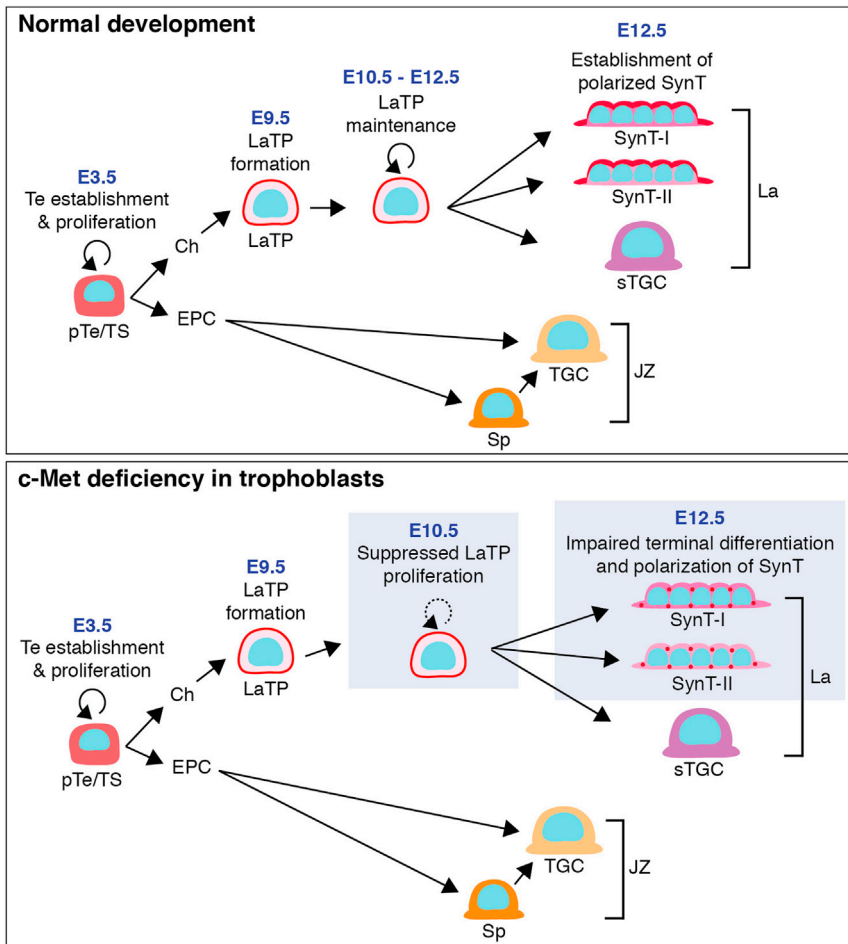 Normal development
E12.5
Establishment of
polarized SynT
E10.5 - E12.5
LaTP
maintenance
E9.5
LaTP
formation
SynT-I
E3.5
Te establishment
& proliferation
SynT-II
La
Ch
LaTP
sTGC
pTe/TS
EPC
TGC
JZ
Sp
c-Met deficiency in trophoblasts
E12.5
Impaired terminal differentiation
and polarization of SynT
E10.5
Suppressed LaTP
proliferation
E9.5
LaTP
formation
SynT-I
E3.5
Te establishment
& proliferation
LaTP
SynT-II
La
Ch
sTGC
pTe/TS
EPC
TGC
JZ
Sp